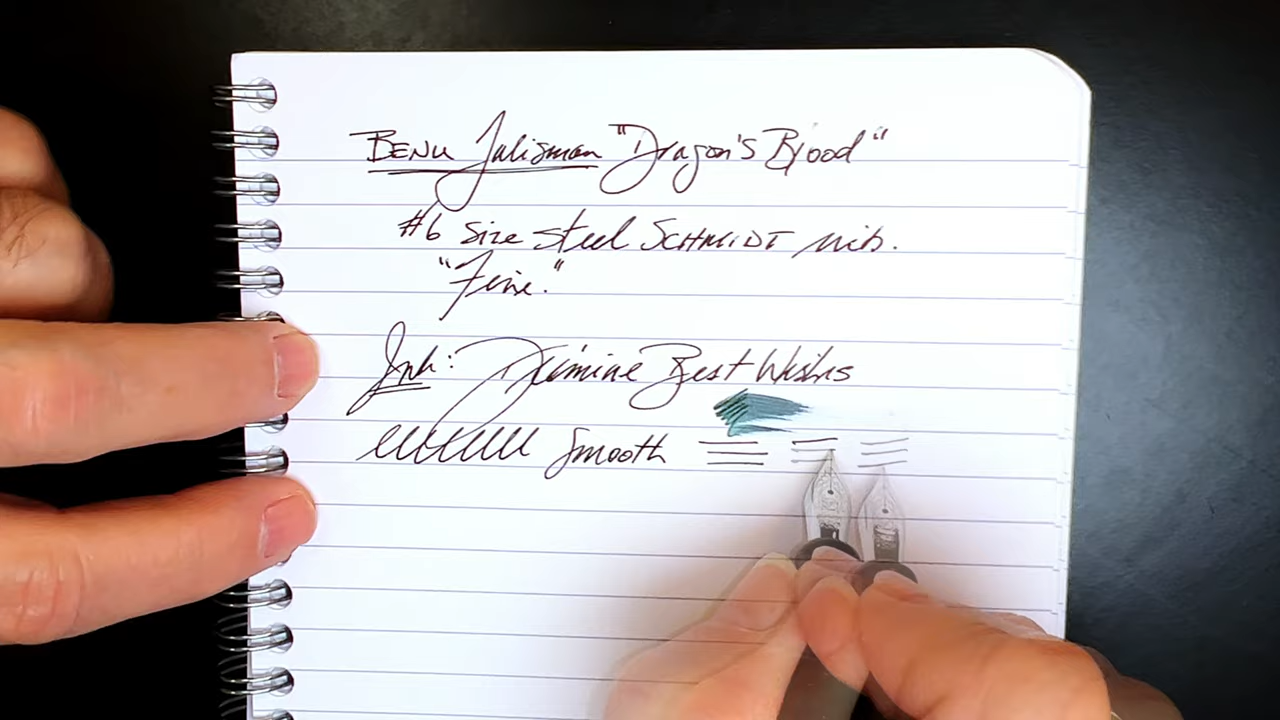 BENU Talisman "Dragon's Blood"
#6 size steel SCHMIDT nib.
"Fine."
Ink: Diamine Best Wishes
Smooth